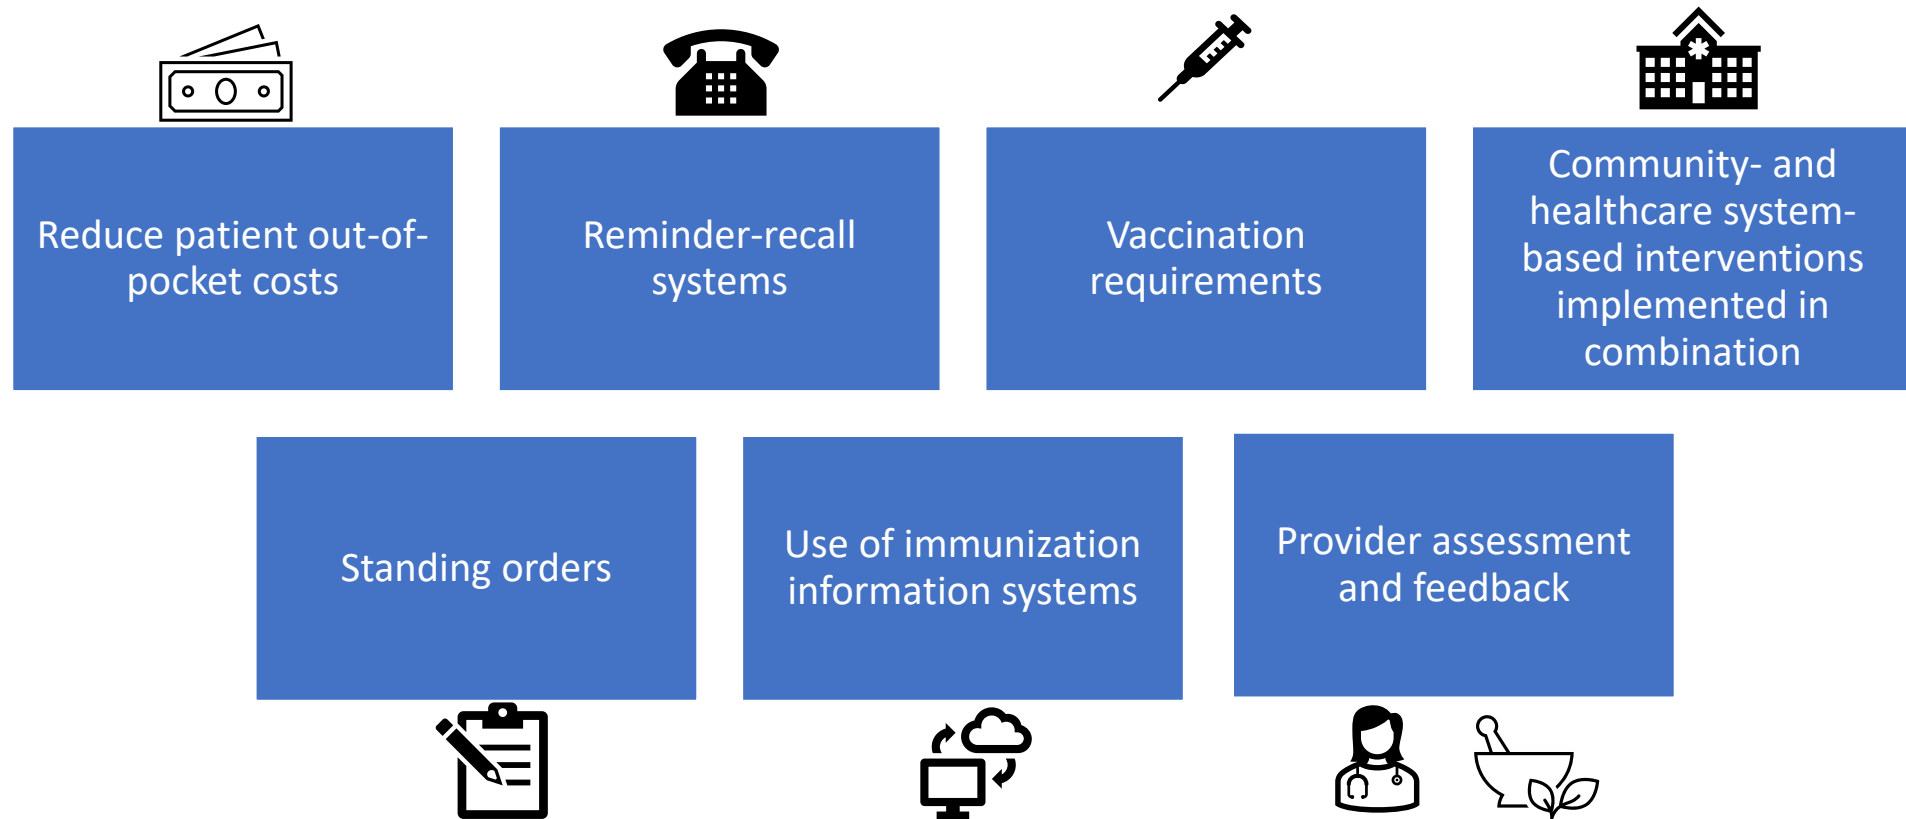 Reduce patient out-of-
pocket costs
Reminder-recall
systems
Vaccination
requirements
Community- and
healthcare system-
based interventions
implemented in
combination
Standing orders
Use of immunization
information systems
Provider assessment
and feedback